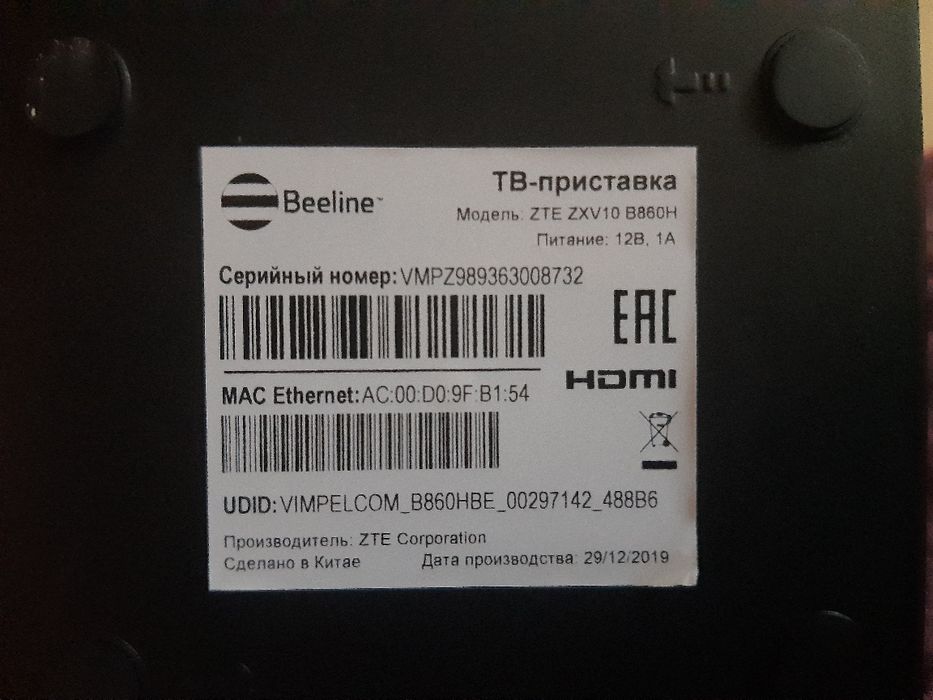 Beeline™
ТВ-приставка
Модель: ZTE ZXV10 B860H
Питание: 12В, 1А
Серийный номер: VMPZ989363008732
EAC
HDMI
MAC Ethernet: AC:00:D0:9F:B1:54
UDID: VIMPELCOM_B860HBE_00297142_488B6
Производитель: ZTE Corporation
Сделано в Китае
Дата производства: 29/12/2019